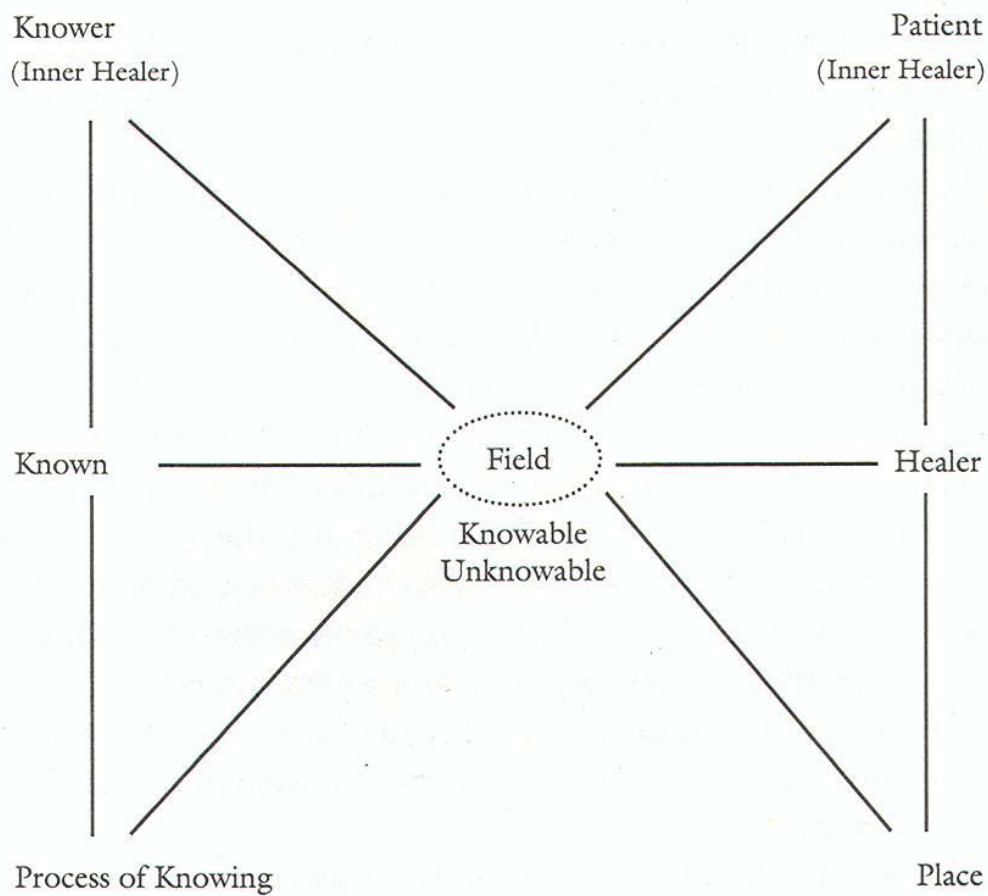 Knower
(Inner Healer)
Patient
(Inner Healer)
Known
Field
Healer
Knowable
Unknowable
Process of Knowing
Place